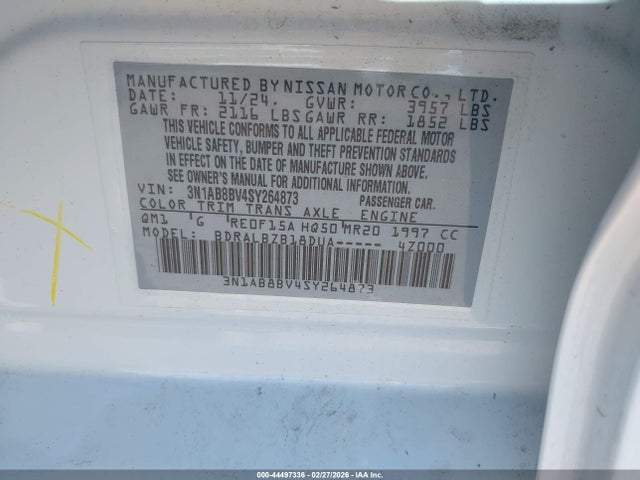 MANUFACTURED BY NISSAN MOTOR CO., LTD.
DATE: 11/24. GVWR: 3957 LBS
GAWR FR: 2116 LBS GAWR RR: 1852 LBS
THIS VEHICLE CONFORMS TO ALL APPLICABLE FEDERAL MOTOR
VEHICLE SAFETY, BUMPER AND THEFT PREVENTION STANDARDS
IN EFFECT ON THE DATE OF MANUFACTURE SHOWN ABOVE.
SEE OWNER'S MANUAL FOR ADDITIONAL INFORMATION.
VIN: 3N1AB8BV4SY264873 PASSENGER CAR.
COLOR TRIM TRANS AXLE ENGINE
QM1 G RE0F15A HQ50 MR20 1997 CC
MODEL: BDRALBZB18DUA----- 4Z000
3N1AB8BV4SY264873
000-44497336 - 02/27/2026 - IAA Inc.